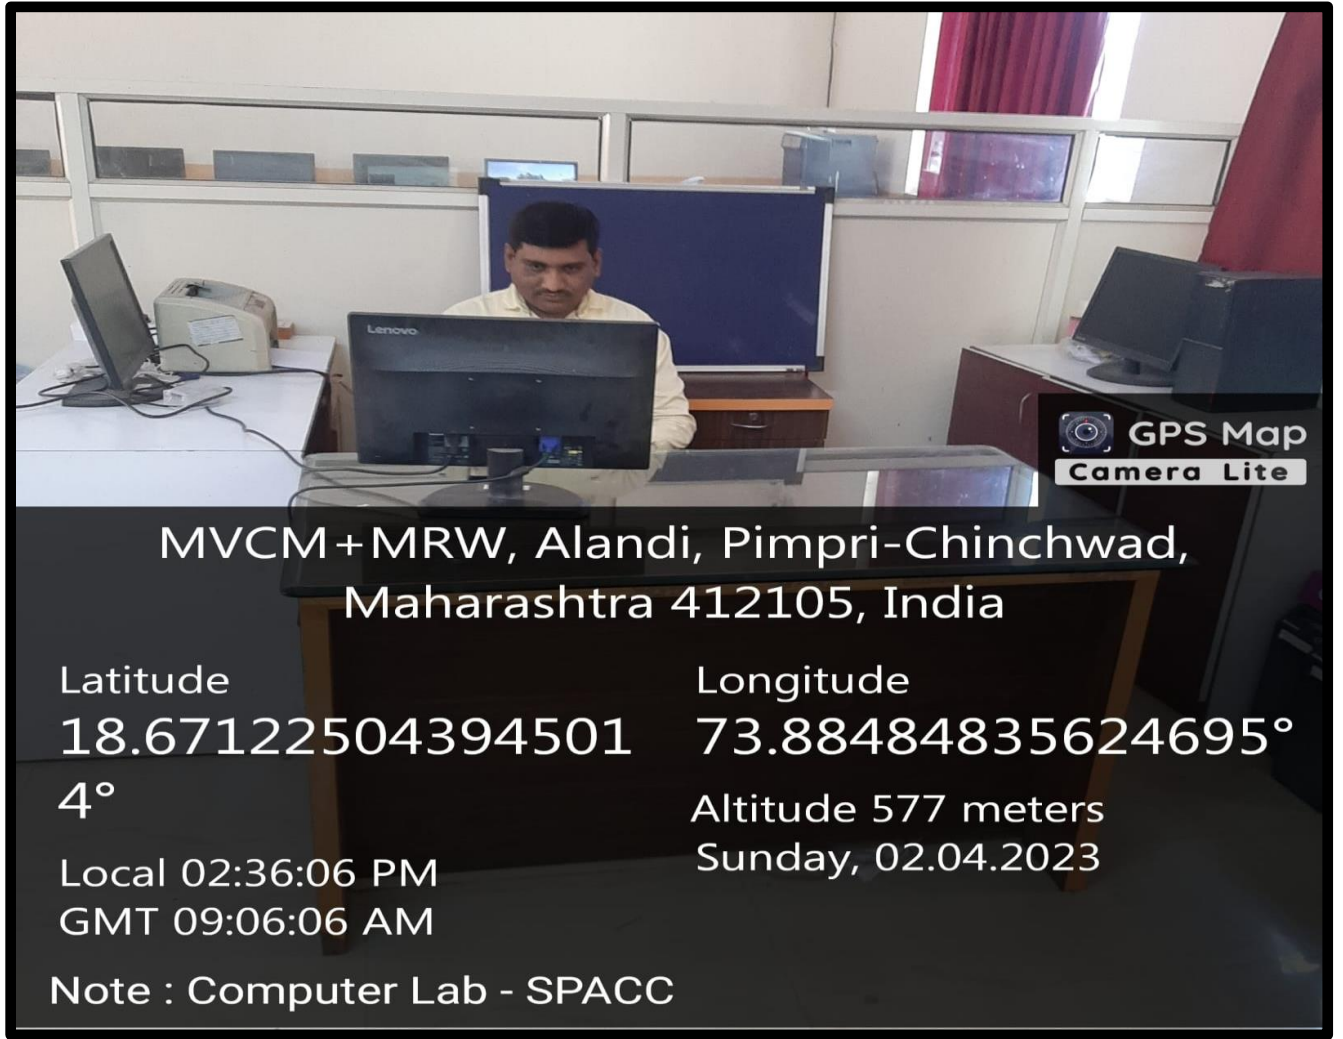 Lenovo
GPS Map
Camera Lite
MVCM+MRW, Alandi, Pimpri-Chinchwad,
Maharashtra 412105, India
Latitude
18.67122504394501
4°
Longitude
73.88484835624695°
Altitude 577 meters
Sunday, 02.04.2023
Local 02:36:06 PM
GMT 09:06:06 AM
Note : Computer Lab - SPACC